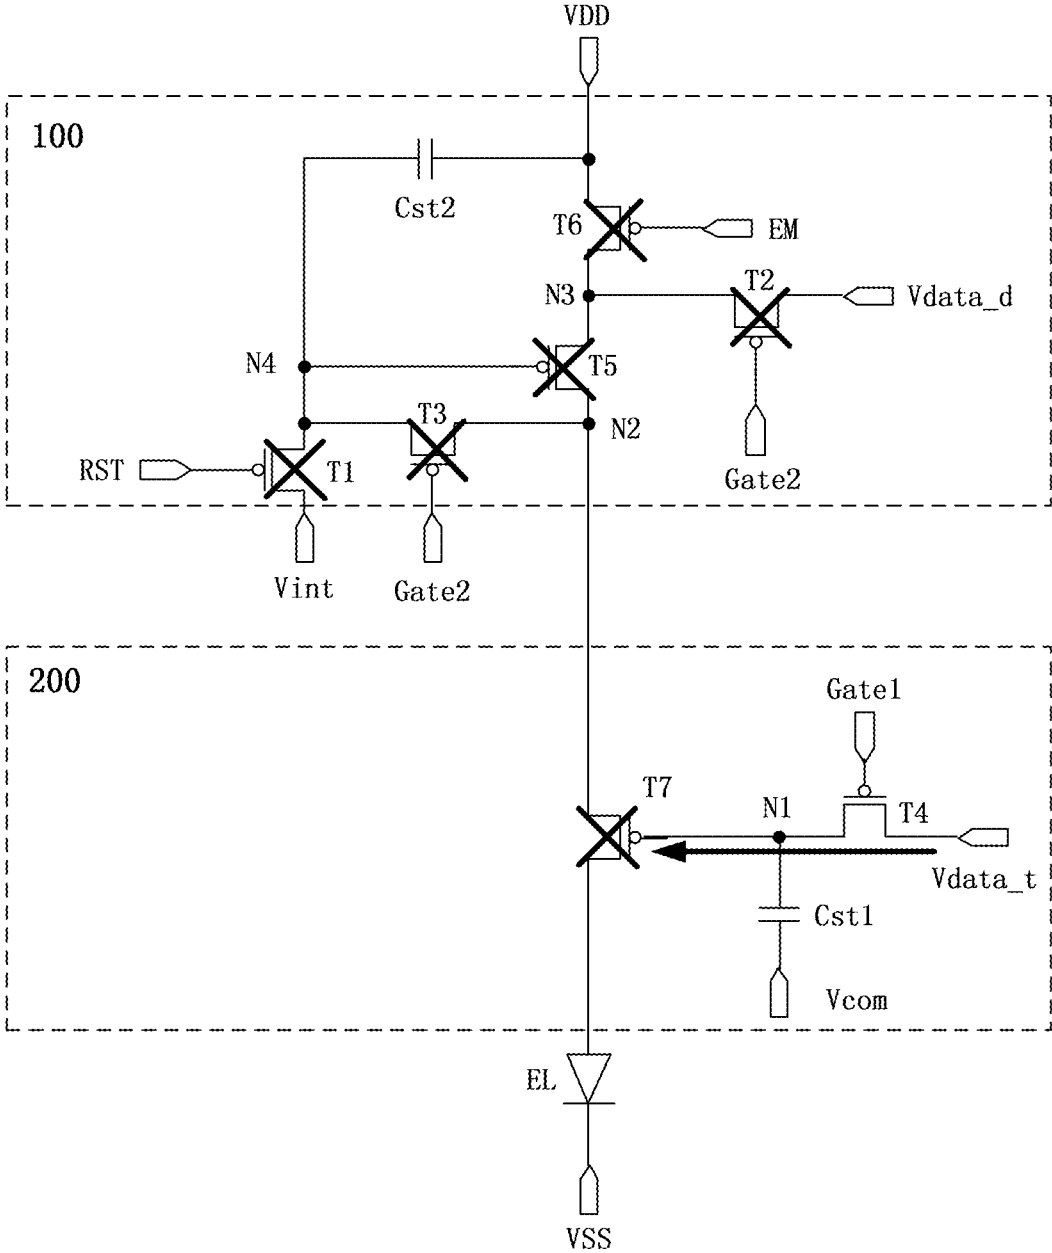 VDD
100
Cst2
T6
EM
T2
N3
Vdata_d
N4
T5
T3
N2
RST
T1
Gate2
Vint
Gate2
200
Gate1
T7
N1
T4
Vdata_t
Cst1
Vcom
EL
VSS